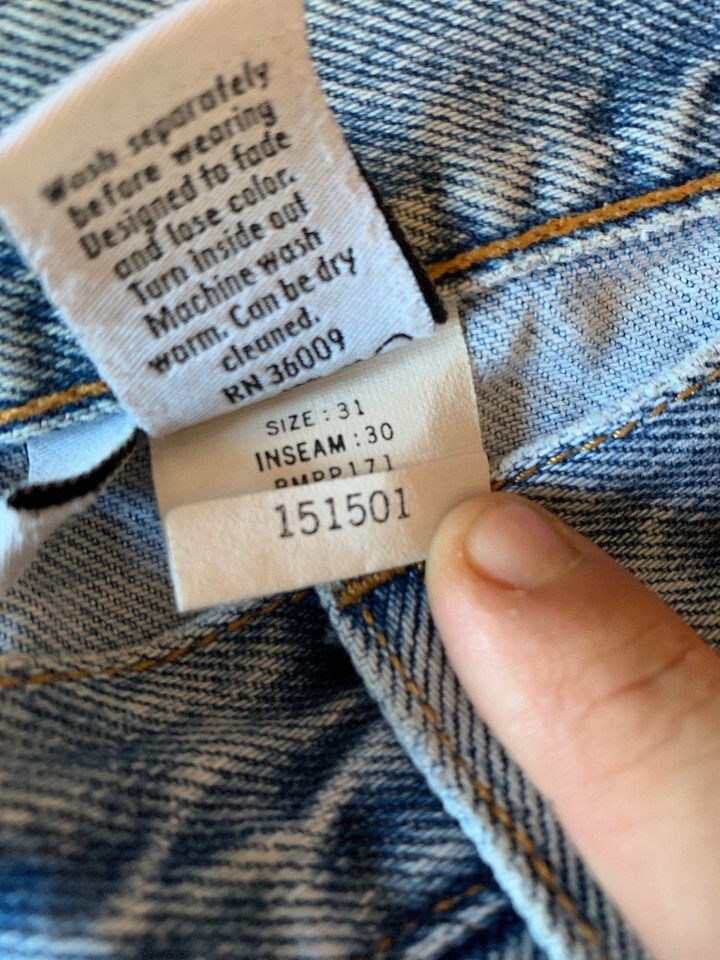 Wash separately
before wearing
Designed to fade
and lose color.
Turn inside out
Machine wash
warm. Can be dry
cleaned.
RN 36009
SIZE : 31
INSEAM : 30
151501